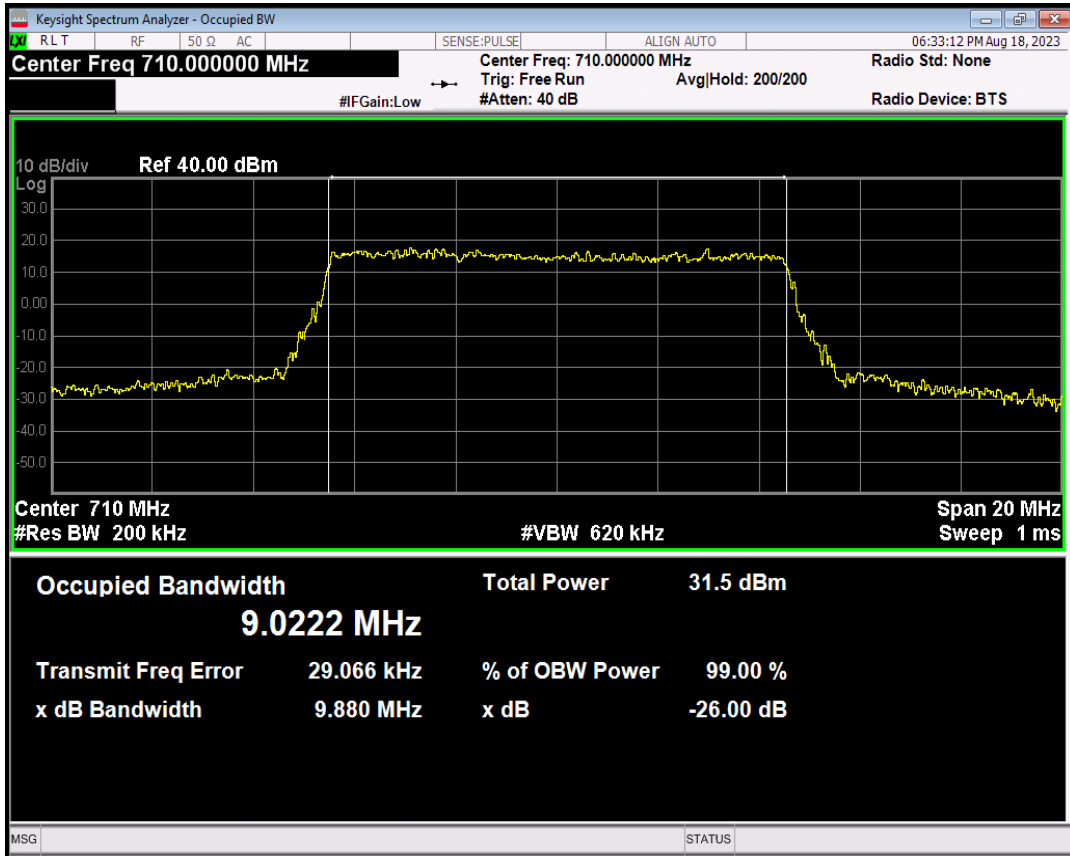 Keysight Spectrum Analyzer - Occupied BW
LXI RLT RF 50 Ω AC SENSE:PULSE ALIGN AUTO 06:33:12 PM Aug 18, 2023
Center Freq 710.000000 MHz Center Freq: 710.000000 MHz Radio Std: None
Trig: Free Run Avg|Hold: 200/200
#IFGain:Low #Atten: 40 dB Radio Device: BTS
10 dB/div Ref 40.00 dBm
Log
30.0
20.0
10.0
0.00
-10.0
-20.0
-30.0
-40.0
-50.0
Center 710 MHz Span 20 MHz
#Res BW 200 kHz #VBW 620 kHz Sweep 1 ms
Occupied Bandwidth Total Power 31.5 dBm
9.0222 MHz
Transmit Freq Error 29.066 kHz % of OBW Power 99.00 %
x dB Bandwidth 9.880 MHz x dB -26.00 dB
MSG STATUS